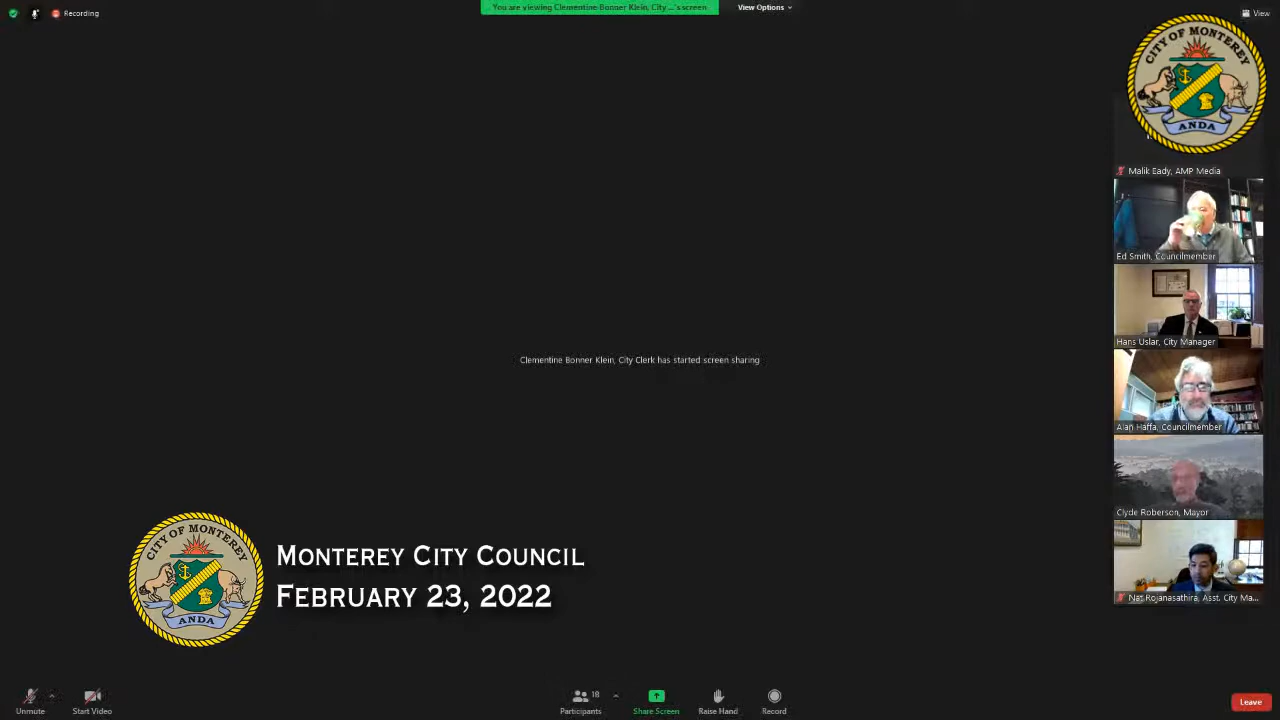 Recording
You are viewing Clementine Bonner Klein, City ...'s screen
View Options
View
CITY OF MONTEREY
ANDA
Malik Eady, AMP Media
Ed Smith, Councilmember
Hans Uslar, City Manager
Clementine Bonner Klein, City Clerk has started screen sharing
Alan Haffa, Councilmember
Clyde Roberson, Mayor
Nat Rojanasathira, Asst. City Ma...
CITY OF MONTEREY
ANDA
Monterey City Council
February 23, 2022
Unmute
Start Video
18
Participants
Share Screen
Raise Hand
Record
Leave